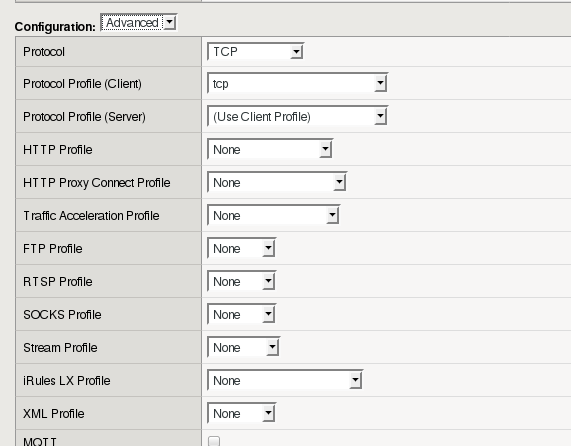 Configuration: Advanced
Protocol TCP
Protocol Profile (Client) tcp
Protocol Profile (Server) (Use Client Profile)
HTTP Profile None
HTTP Proxy Connect Profile None
Traffic Acceleration Profile None
FTP Profile None
RTSP Profile None
SOCKS Profile None
Stream Profile None
iRules LX Profile None
XML Profile None
MQTT